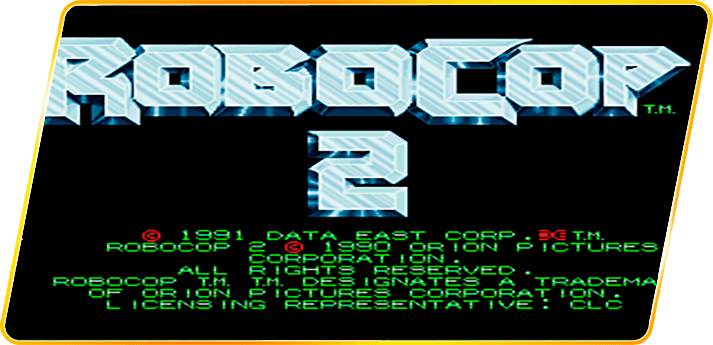 ROBOCOP
T.M.
2
© 1991 DATA EAST CORP. DE T.M.
ROBOCOP 2 © 1990 ORION PICTURES
CORPORATION.
ALL RIGHTS RESERVED.
ROBOCOP T.M. T.M. DESIGNATES A TRADEMA
OF ORION PICTURES CORPORATION.
LICENSING REPRESENTATIVE: CLC